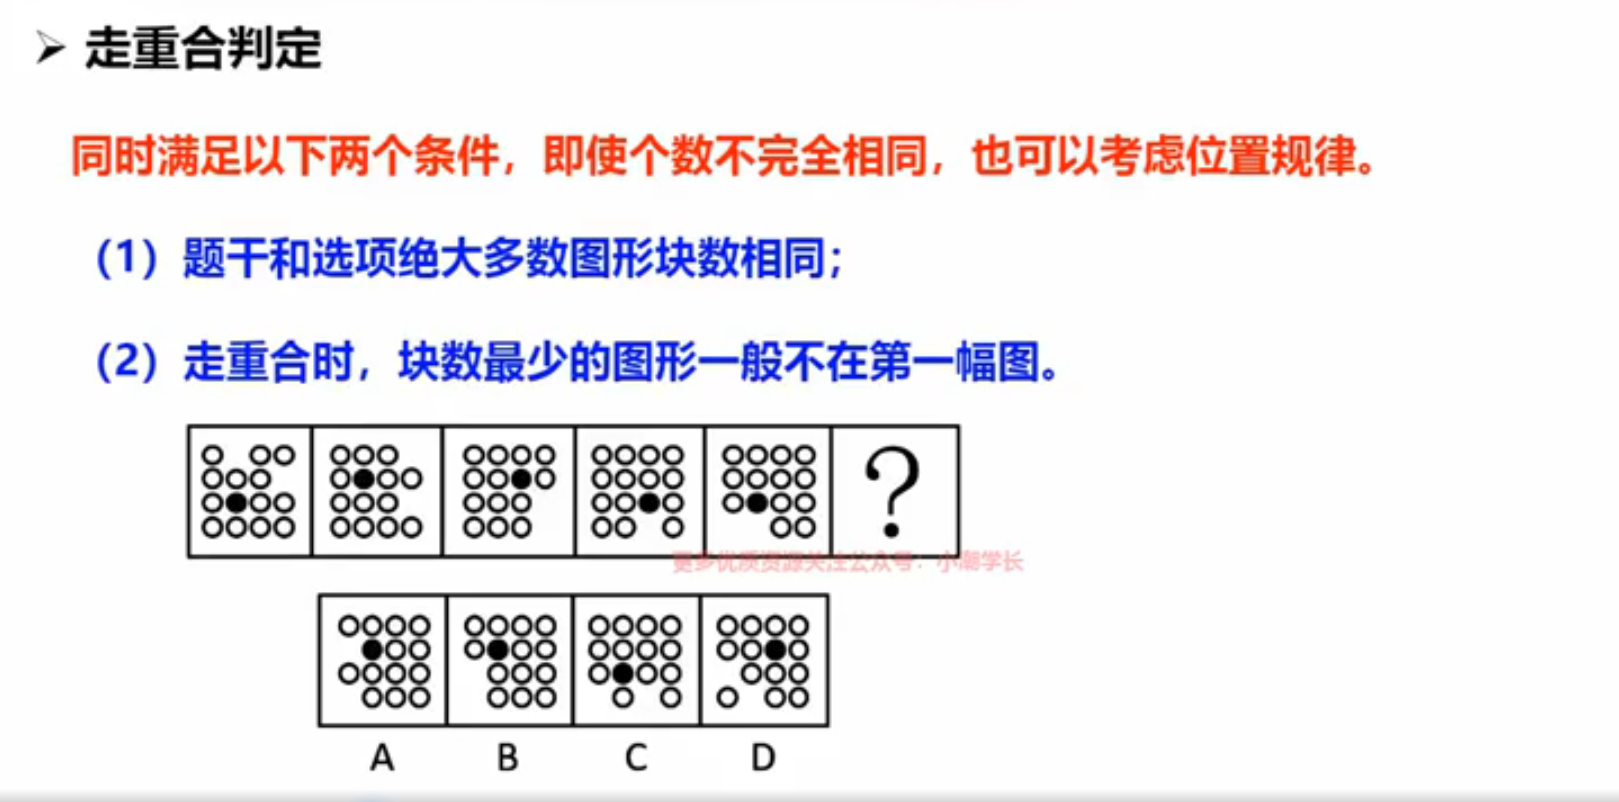 走重合判定
同时满足以下两个条件，即使个数不完全相同，也可以考虑位置规律。
（1）题干和选项绝大多数图形块数相同；
（2）走重合时，块数最少的图形一般不在第一幅图。
?
更多优质资源关注公众号：小潮学长
A B C D